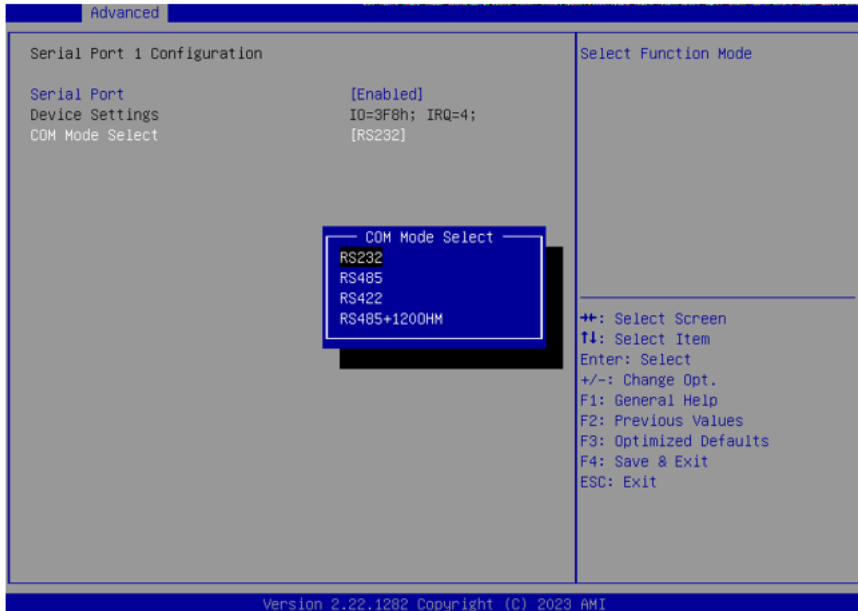 Advanced
Serial Port 1 Configuration
Serial Port [Enabled]
Device Settings IO=3F8h; IRQ=4;
COM Mode Select [RS232]
COM Mode Select
RS232
RS485
RS422
RS485+120OHM
Select Function Mode
→←: Select Screen
↑↓: Select Item
Enter: Select
+/-: Change Opt.
F1: General Help
F2: Previous Values
F3: Optimized Defaults
F4: Save & Exit
ESC: Exit
Version 2.22.1282 Copyright (C) 2023 AMI